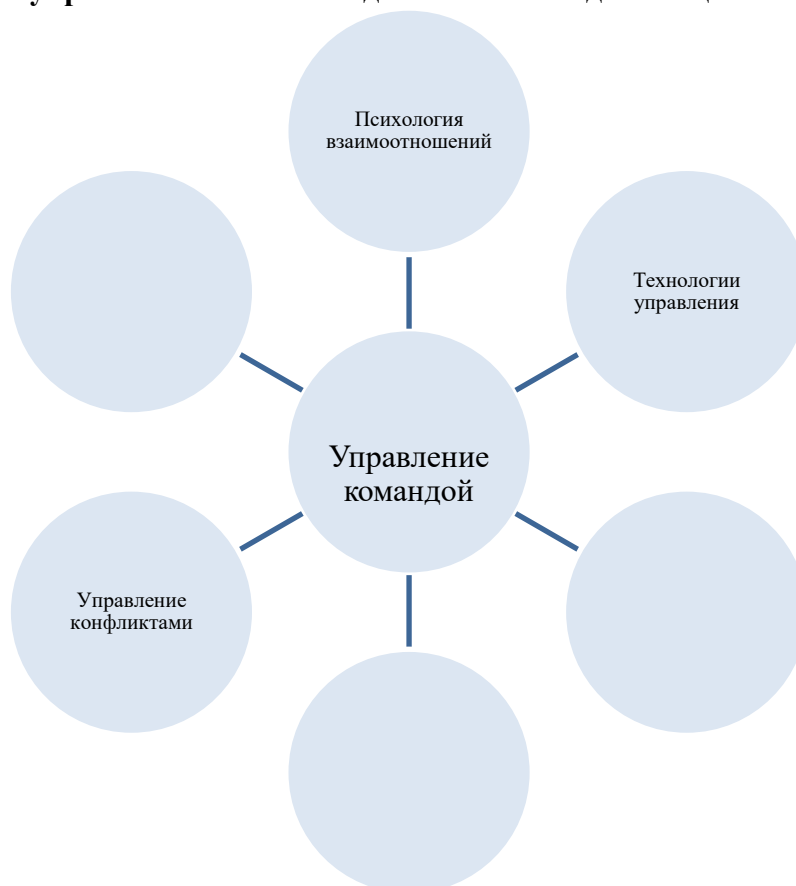 Психология
взаимоотношений
Технологии
управления
Управление
командой
Управление
конфликтами